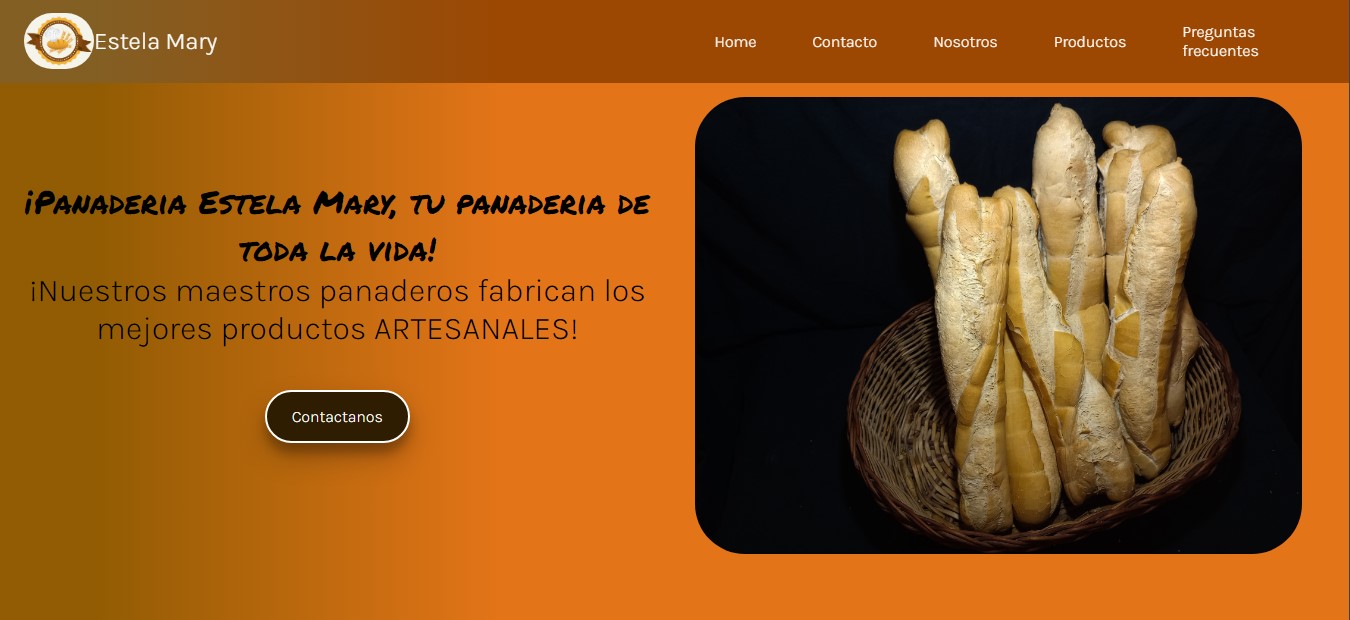 Estela Mary
Home
Contacto
Nosotros
Productos
Preguntas
frecuentes
¡Panaderia Estela Mary, tu panaderia de
toda la vida!
¡Nuestros maestros panaderos fabrican los
mejores productos ARTESANALES!
Contactanos